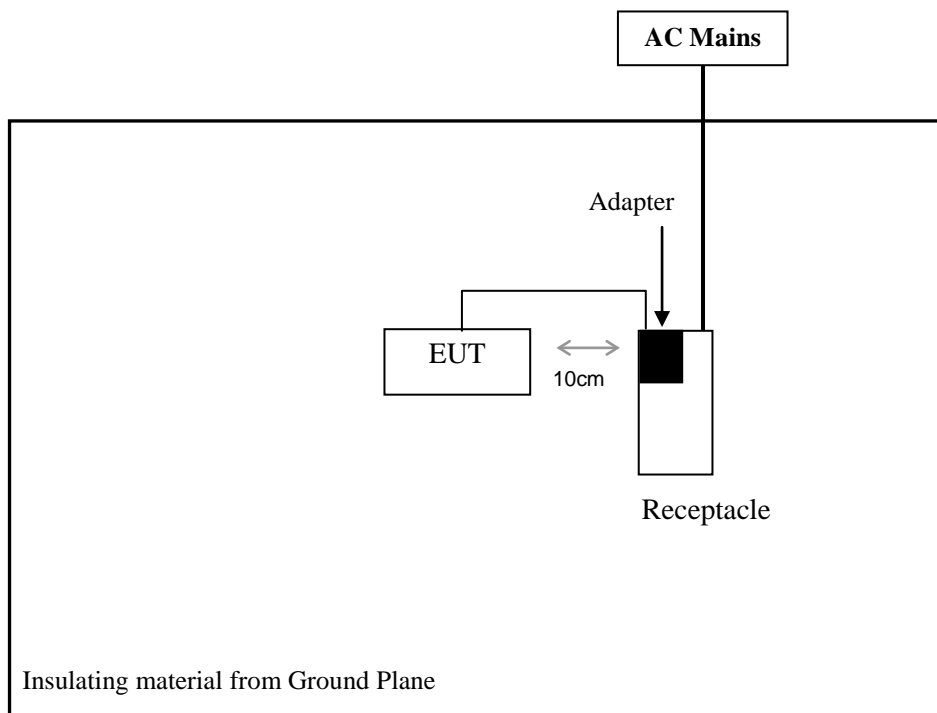 AC Mains
Adapter
EUT
10cm
Receptacle
Insulating material from Ground Plane